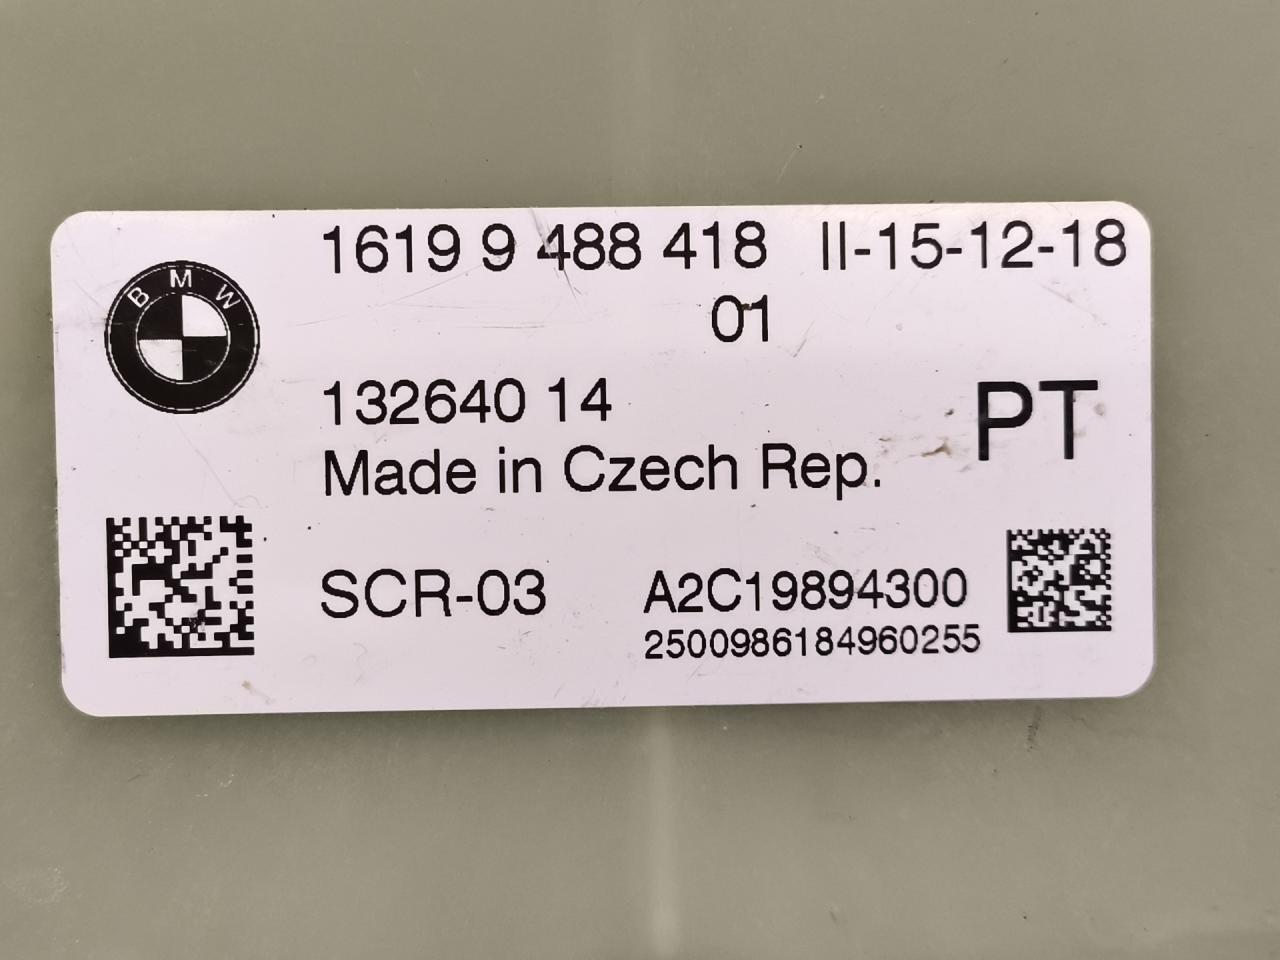 1619 9 488 418 II-15-12-18
01
BMW
132640 14
PT
Made in Czech Rep.
SCR-03 A2C19894300
2500986184960255